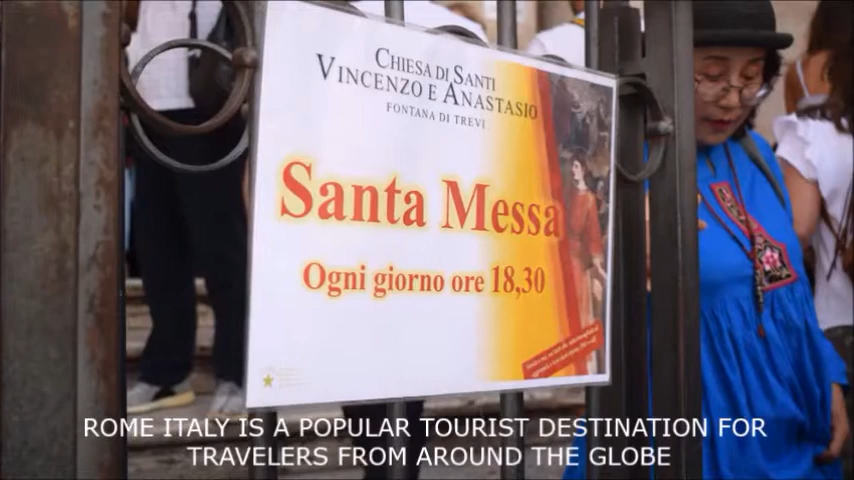 CHIESA DI SANTI
VINCENZO E ANASTASIO
FONTANA DI TREVI
Santa Messa
Ogni giorno ore 18,30
ROME ITALY IS A POPULAR TOURIST DESTINATION FOR
TRAVELERS FROM AROUND THE GLOBE